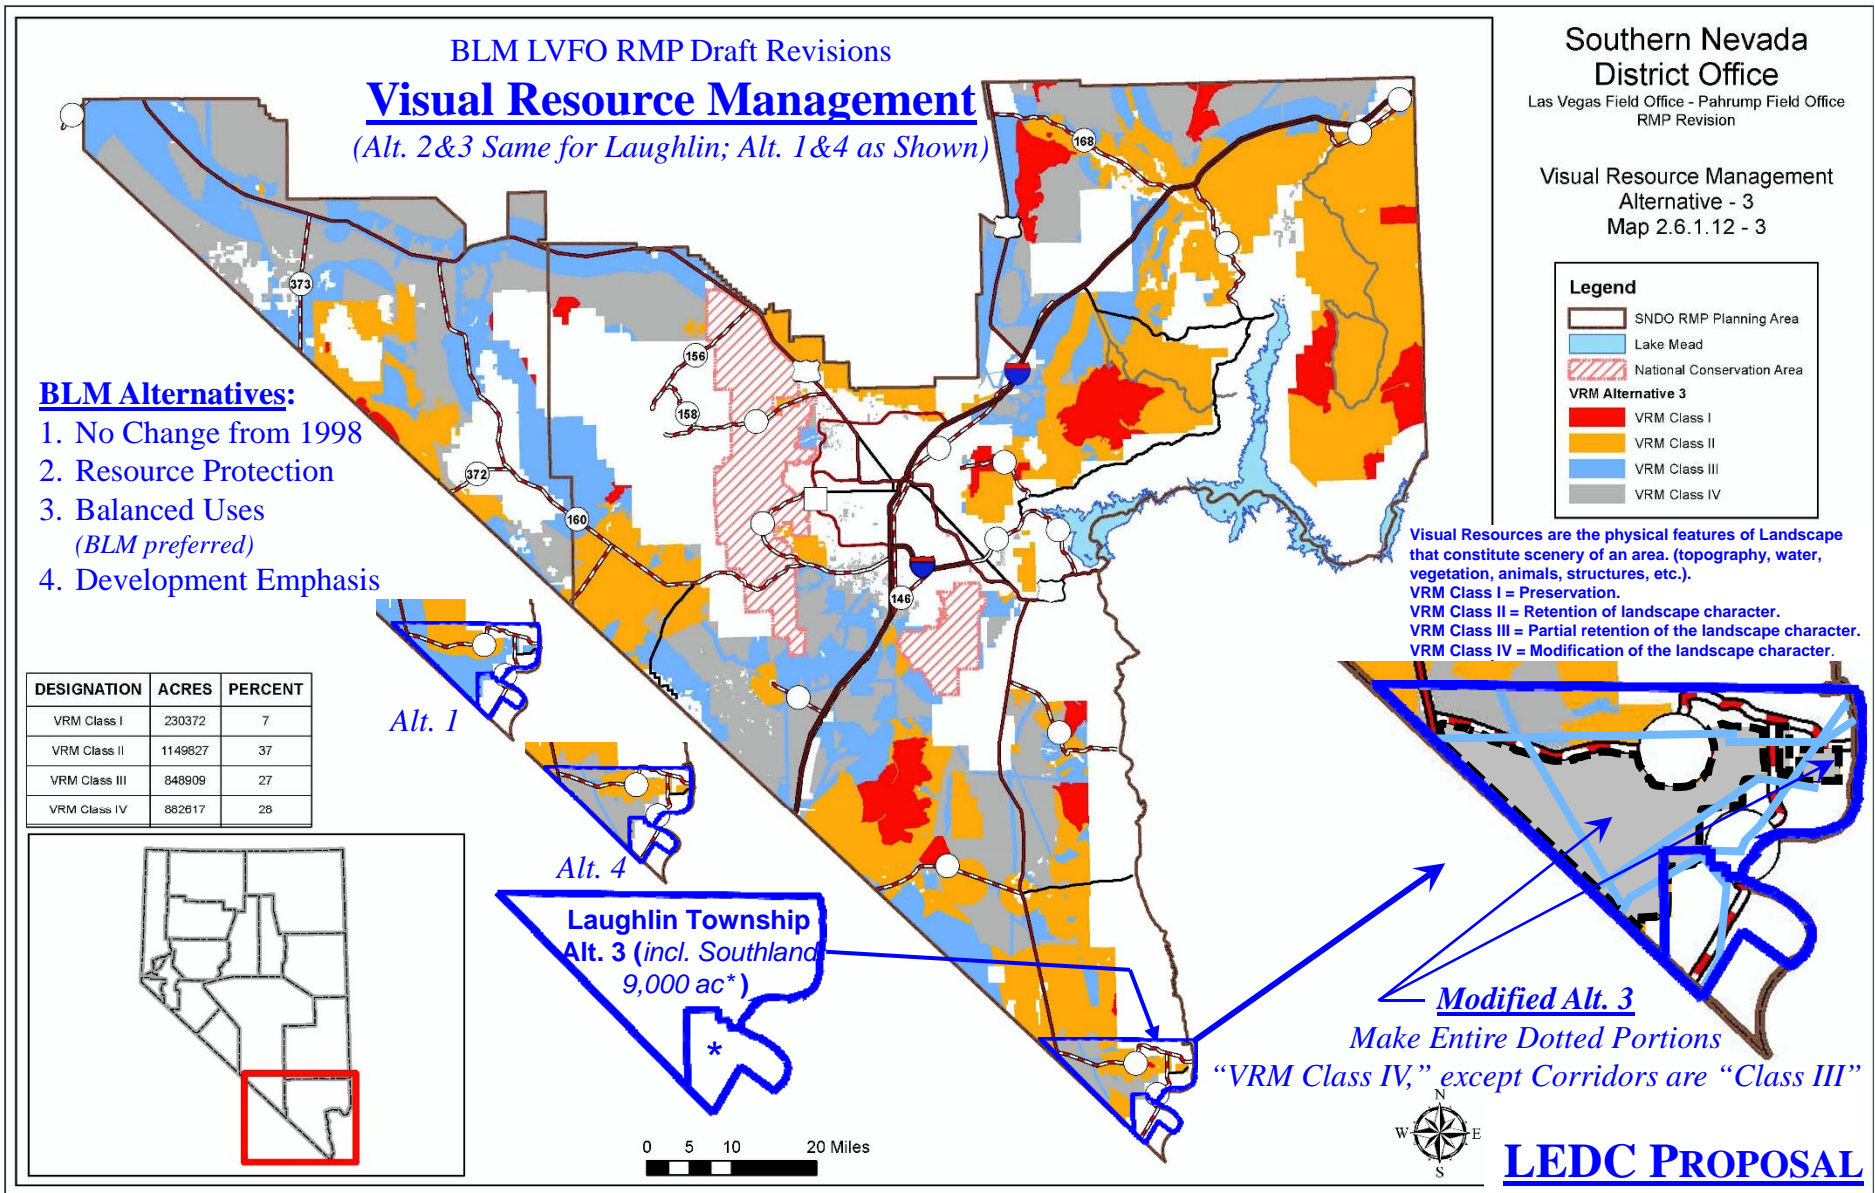 BLM LVFO RMP Draft Revisions
Visual Resource Management
(Alt. 2&3 Same for Laughlin; Alt. 1&4 as Shown)
Southern Nevada
District Office
Las Vegas Field Office - Pahrump Field Office
RMP Revision
Visual Resource Management
Alternative - 3
Map 2.6.1.12 - 3
Legend
SNDO RMP Planning Area
Lake Mead
National Conservation Area
VRM Alternative 3
VRM Class I
VRM Class II
VRM Class III
VRM Class IV
Visual Resources are the physical features of Landscape
that constitute scenery of an area. (topography, water,
vegetation, animals, structures, etc.).
VRM Class I = Preservation.
VRM Class II = Retention of landscape character.
VRM Class III = Partial retention of the landscape character.
VRM Class IV = Modification of the landscape character.
168
373
156
158
372
160
146
BLM Alternatives:
1. No Change from 1998
2. Resource Protection
3. Balanced Uses
(BLM preferred)
4. Development Emphasis
Alt. 1
Alt. 4
DESIGNATION ACRES PERCENT
VRM Class I 230372 7
VRM Class II 1149827 37
VRM Class III 848909 27
VRM Class IV 882617 28
Laughlin Township
Alt. 3 (incl. Southland
9,000 ac*)
*
Modified Alt. 3
Make Entire Dotted Portions
“VRM Class IV,” except Corridors are “Class III”
N
W E
S
0 5 10 20 Miles
LEDC PROPOSAL